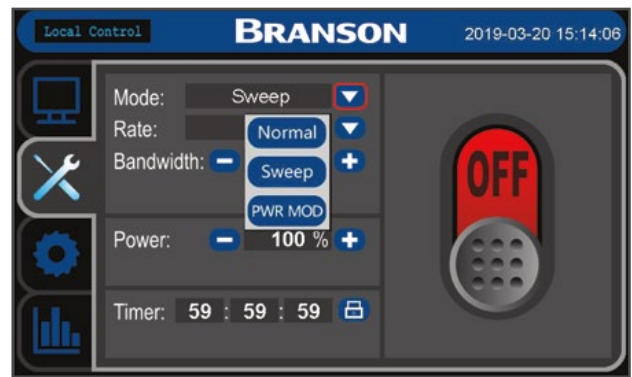 Local Control
BRANSON
2019-03-20 15:14:06
Mode: Sweep
Rate:
Normal
Bandwidth:
Sweep
PWR MOD
Power: 100 %
Timer: 59 : 59 : 59
OFF